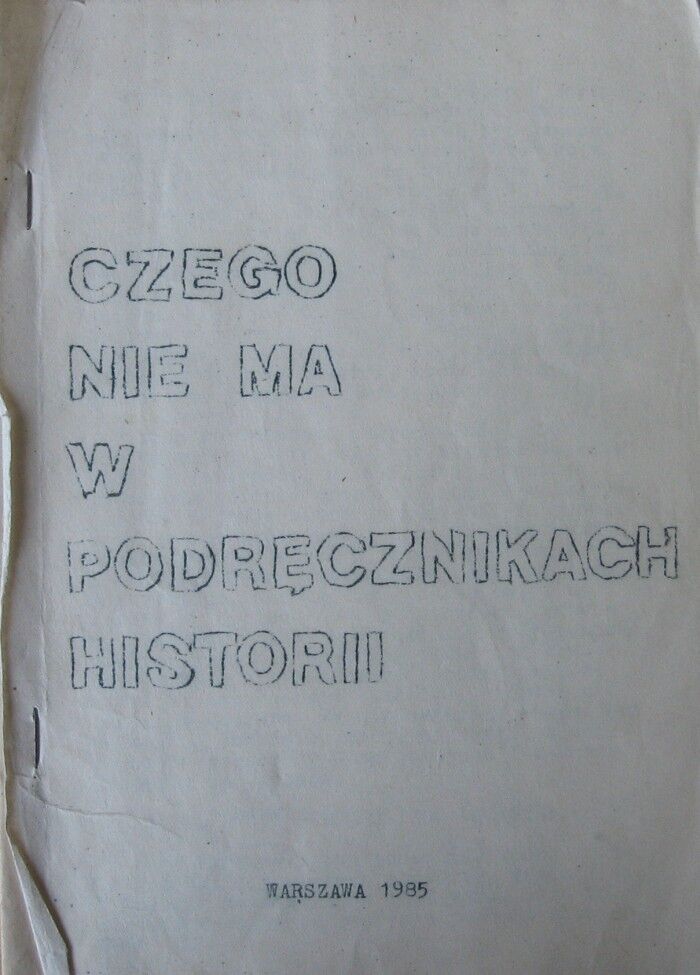 CZEGO
NIE MA
W
PODRĘCZNIKACH
HISTORII
WARSZAWA 1985